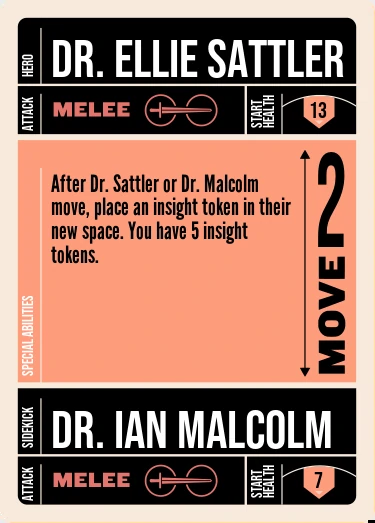 HERO
DR. ELLIE SATTLER
ATTACK
MELEE
START
HEALTH
13
SPECIAL ABILITIES
After Dr. Sattler or Dr. Malcolm
move, place an insight token in their
new space. You have 5 insight
tokens.
MOVE 2
SIDEKICK
DR. IAN MALCOLM
ATTACK
MELEE
START
HEALTH
7